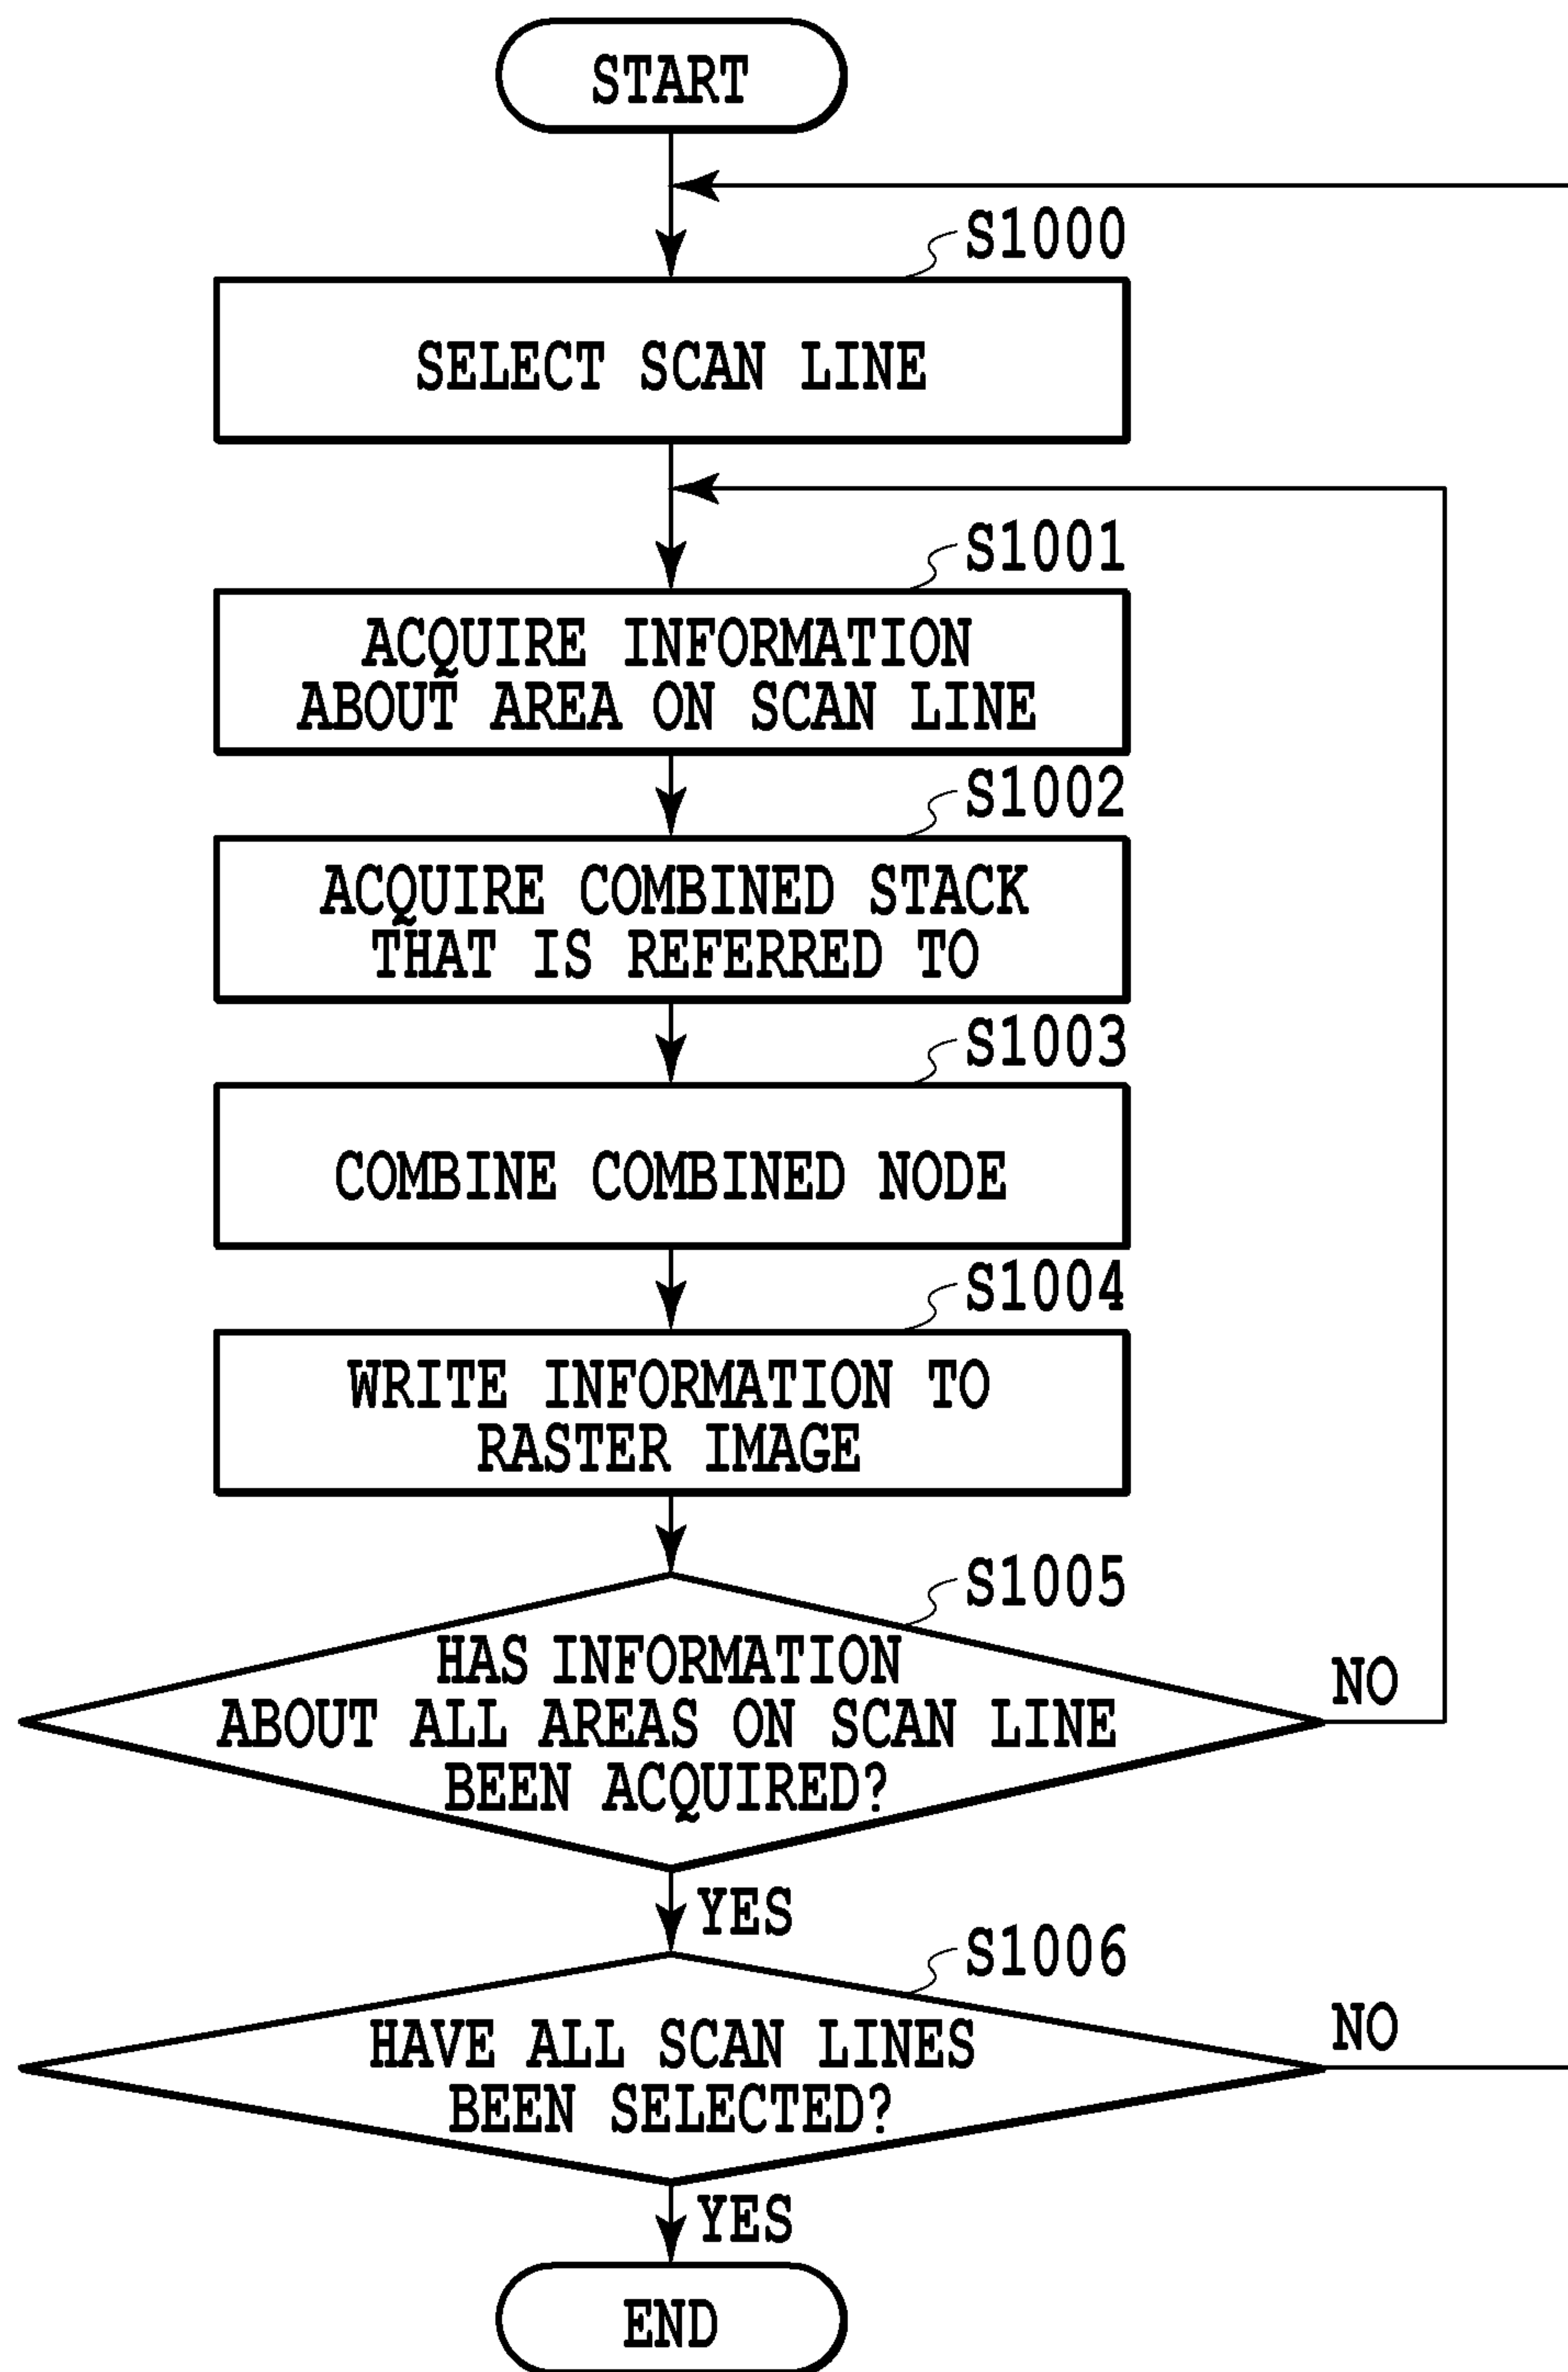 START
S1000
SELECT SCAN LINE
S1001
ACQUIRE INFORMATION
ABOUT AREA ON SCAN LINE
S1002
ACQUIRE COMBINED STACK
THAT IS REFERRED TO
S1003
COMBINE COMBINED NODE
S1004
WRITE INFORMATION TO
RASTER IMAGE
S1005
HAS INFORMATION
ABOUT ALL AREAS ON SCAN LINE
BEEN ACQUIRED?
NO
YES
S1006
HAVE ALL SCAN LINES
BEEN SELECTED?
NO
YES
END